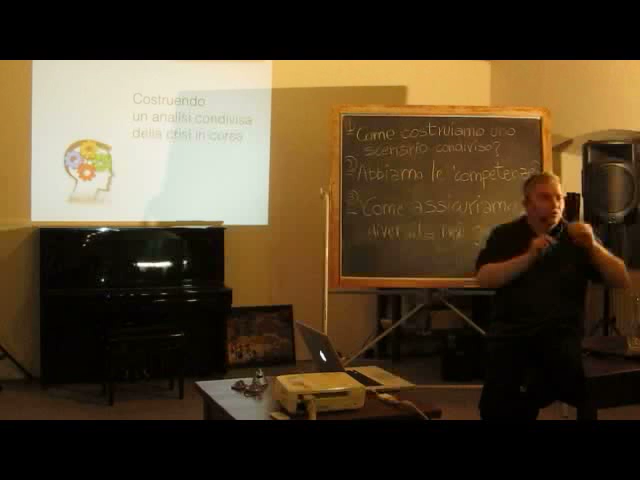 Costruendo
un analisi condivisa
della crisi in corso
1 Come costruiamo uno
scenario condiviso?
2 Abbiamo le competenze
3 Come assicuriamo
?